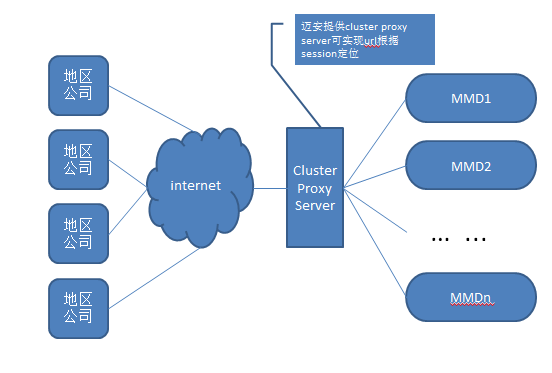 迈安提供cluster proxy
server可实现url根据
session定位
地区
公司
地区
公司
地区
公司
地区
公司
internet
Cluster
Proxy
Server
MMD1
MMD2
... ...
MMDn